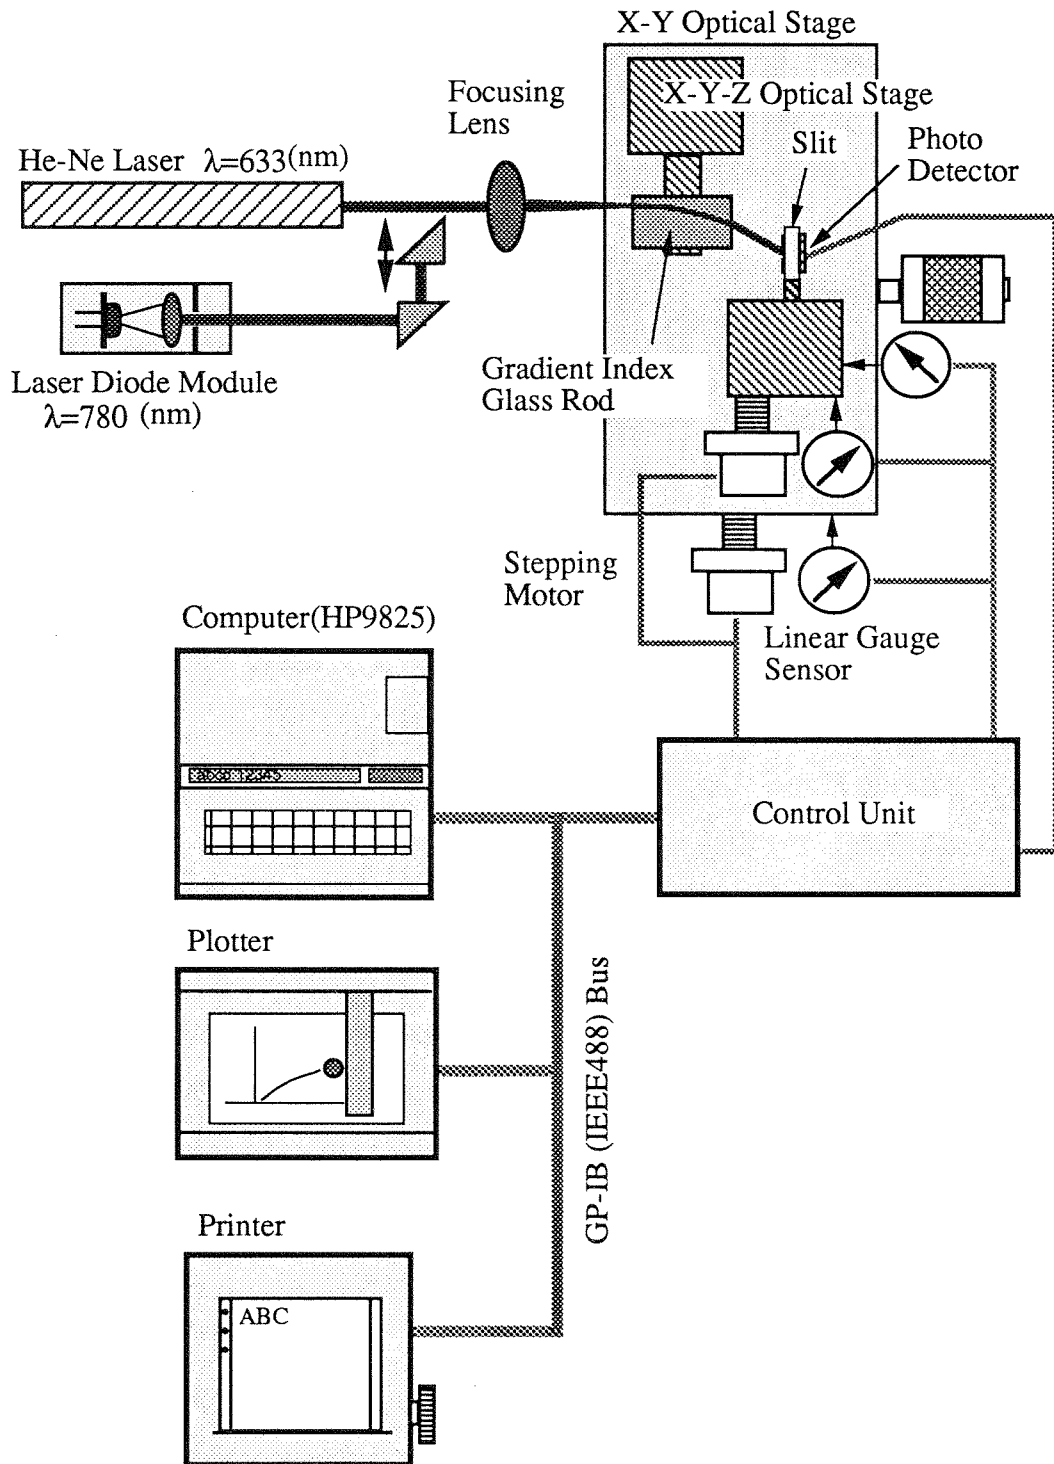 X-Y Optical Stage
Focusing
Lens
X-Y-Z Optical Stage
Slit
Photo
Detector
He-Ne Laser λ=633(nm)
Gradient Index
Glass Rod
Laser Diode Module
λ=780 (nm)
Stepping
Motor
Linear Gauge
Sensor
Computer(HP9825)
abcd 12345
Control Unit
Plotter
GP-IB (IEEE488) Bus
Printer
ABC